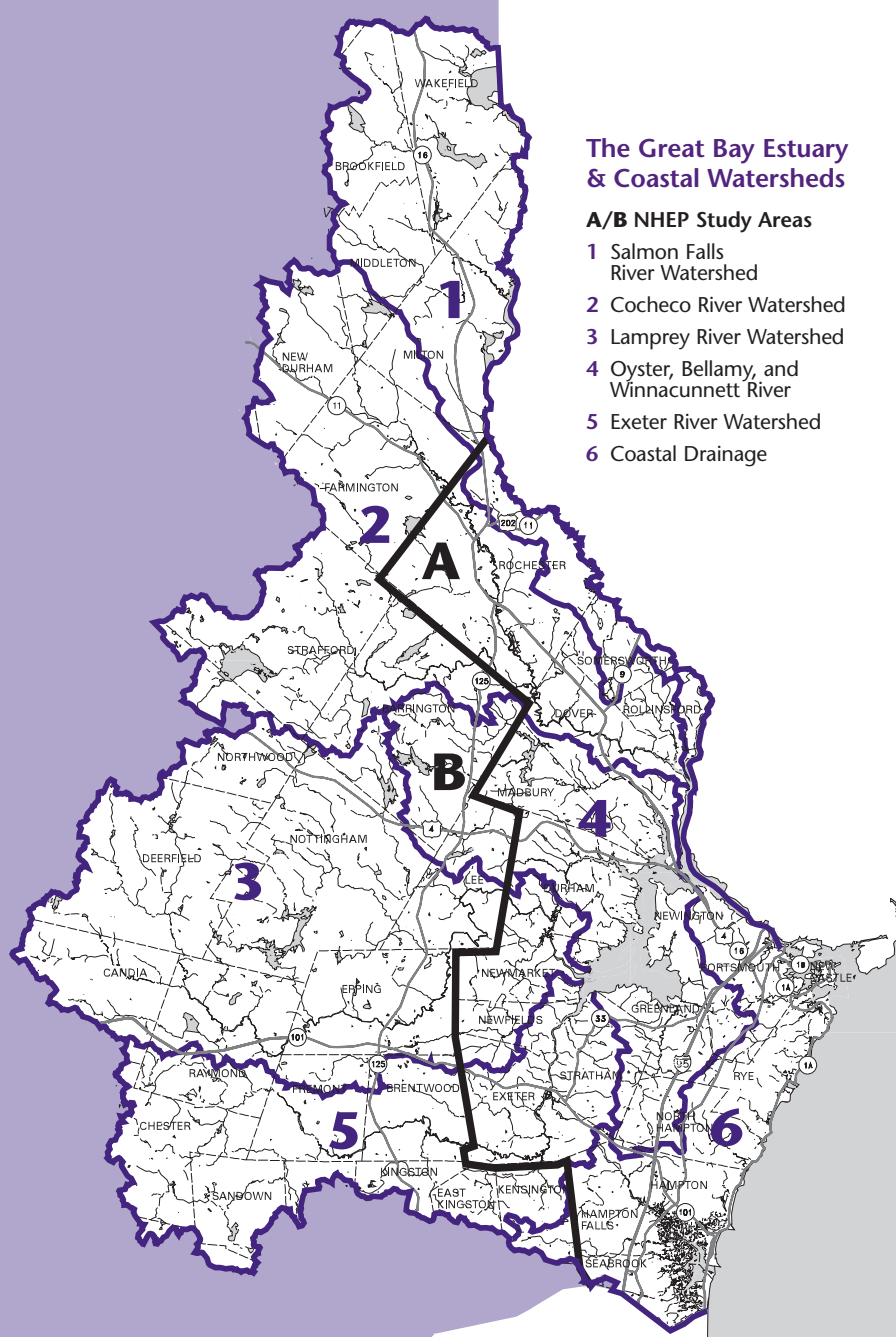 The Great Bay Estuary
& Coastal Watersheds
A/B NHEP Study Areas
1 Salmon Falls
River Watershed
2 Cocheco River Watershed
3 Lamprey River Watershed
4 Oyster, Bellamy, and
Winnacunnett River
5 Exeter River Watershed
6 Coastal Drainage
WAKEFIELD
16
BROOKFIELD
MIDDLETON
1
NEW
DURHAM
MILTON
11
FARMINGTON
2
202
11
A
ROCHESTER
STRAFFORD
SOMERSWORTH
9
125
BARRINGTON
DOVER
ROLLINSFORD
NORTHWOOD
B
MADBURY
4
4
NOTTINGHAM
DEERFIELD
3
LEE
DURHAM
NEWINGTON
4
16
CANDIA
NEWMARKET
PORTSMOUTH
1B
NEW
CASTLE
1A
EPPING
NEWFIELDS
33
GREENLAND
101
125
95
1A
RAYMOND
FREMONT
BRENTWOOD
STRATHAM
RYE
EXETER
CHESTER
5
NORTH
HAMPTON
6
KINGSTON
SANDOWN
EAST
KINGSTON
KENSINGTON
HAMPTON
HAMPTON
FALLS
101
SEABROOK